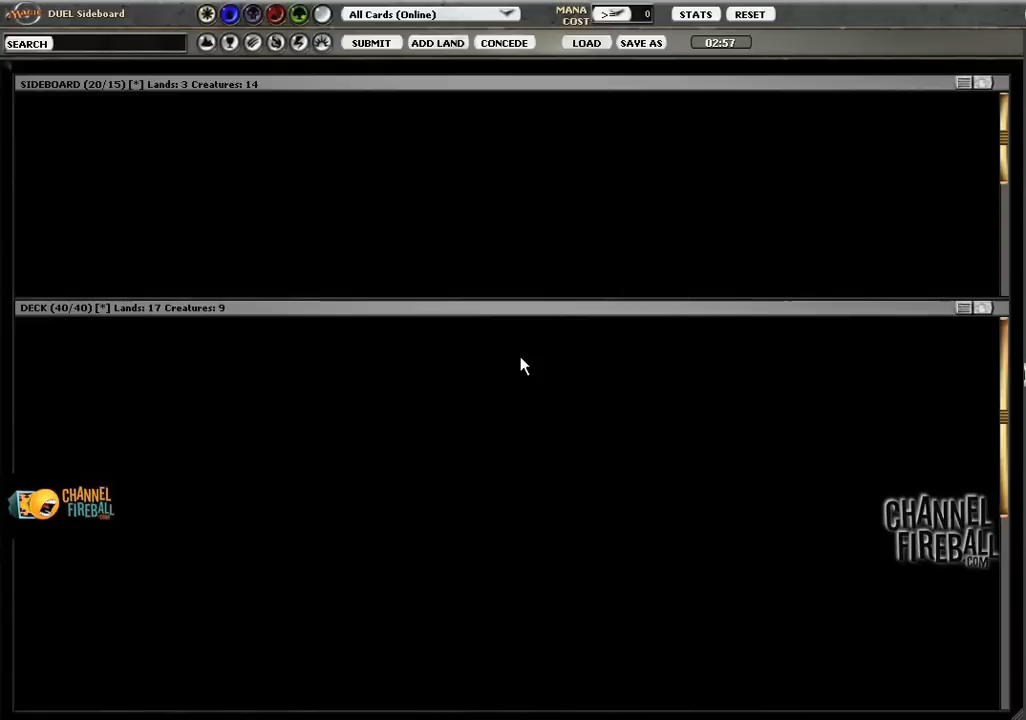 Magic DUEL Sideboard
All Cards (Online)
MANA COST
> 0
STATS
RESET
SEARCH
SUBMIT
ADD LAND
CONCEDE
LOAD
SAVE AS
02:57
SIDEBOARD (20/15) [*] Lands: 3 Creatures: 14
DECK (40/40) [*] Lands: 17 Creatures: 9
CHANNEL
FIREBALL
.COM
CHANNEL
FIREBALL
.COM